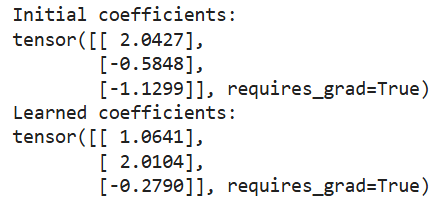 Initial coefficients:
tensor([[ 2.0427],
        [-0.5848],
        [-1.1299]], requires_grad=True)
Learned coefficients:
tensor([[ 1.0641],
        [ 2.0104],
        [-0.2790]], requires_grad=True)